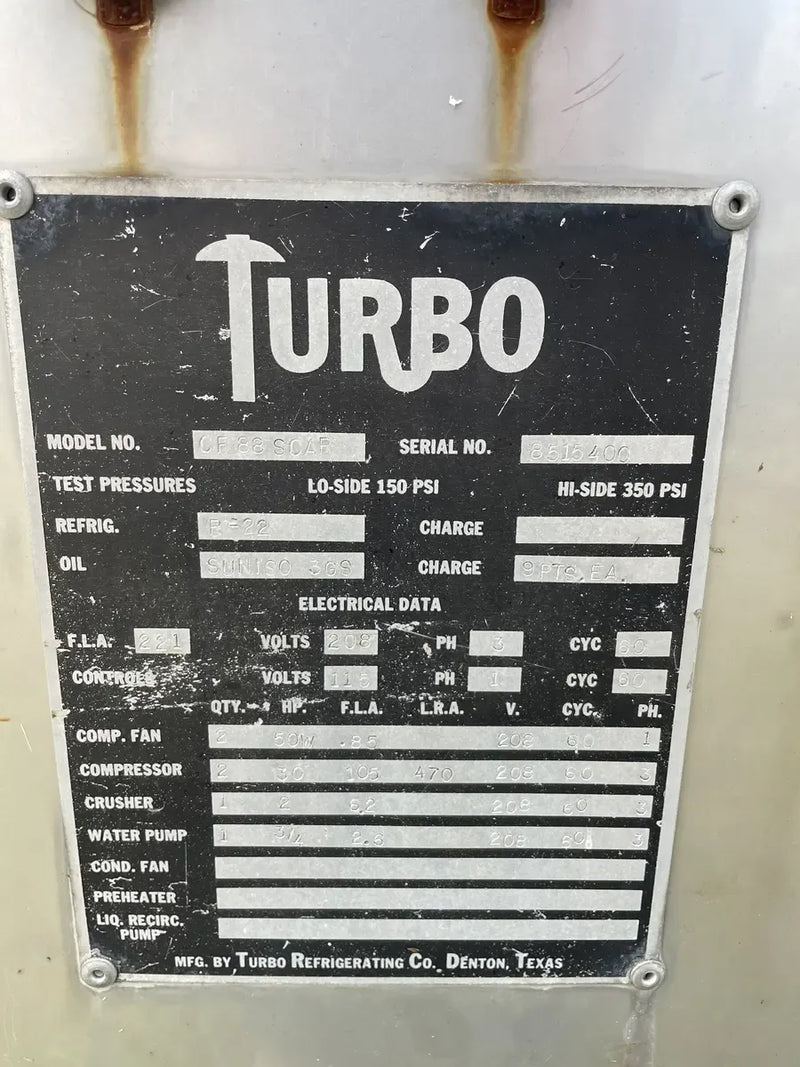 TURBO
MODEL NO. CF 88 SCAR SERIAL NO. 851540C
TEST PRESSURES LO-SIDE 150 PSI HI-SIDE 350 PSI
REFRIG. R-22 CHARGE
OIL SUNISO 3GS CHARGE 9 PTS. EA.
ELECTRICAL DATA
F.L.A. 221 VOLTS 208 PH 3 CYC 60
CONTROLS VOLTS 115 PH 1 CYC 60
QTY. HP. F.L.A. L.R.A. V. CYC. PH.
COMP. FAN 2 50W .85 208 60 1
COMPRESSOR 2 30 105 470 208 60 3
CRUSHER 1 2 6.2 208 60 3
WATER PUMP 1 3/4 2.6 208 60 3
COND. FAN
PREHEATER
LIQ. RECIRC.
PUMP
MFG. BY TURBO REFRIGERATING CO. DENTON, TEXAS